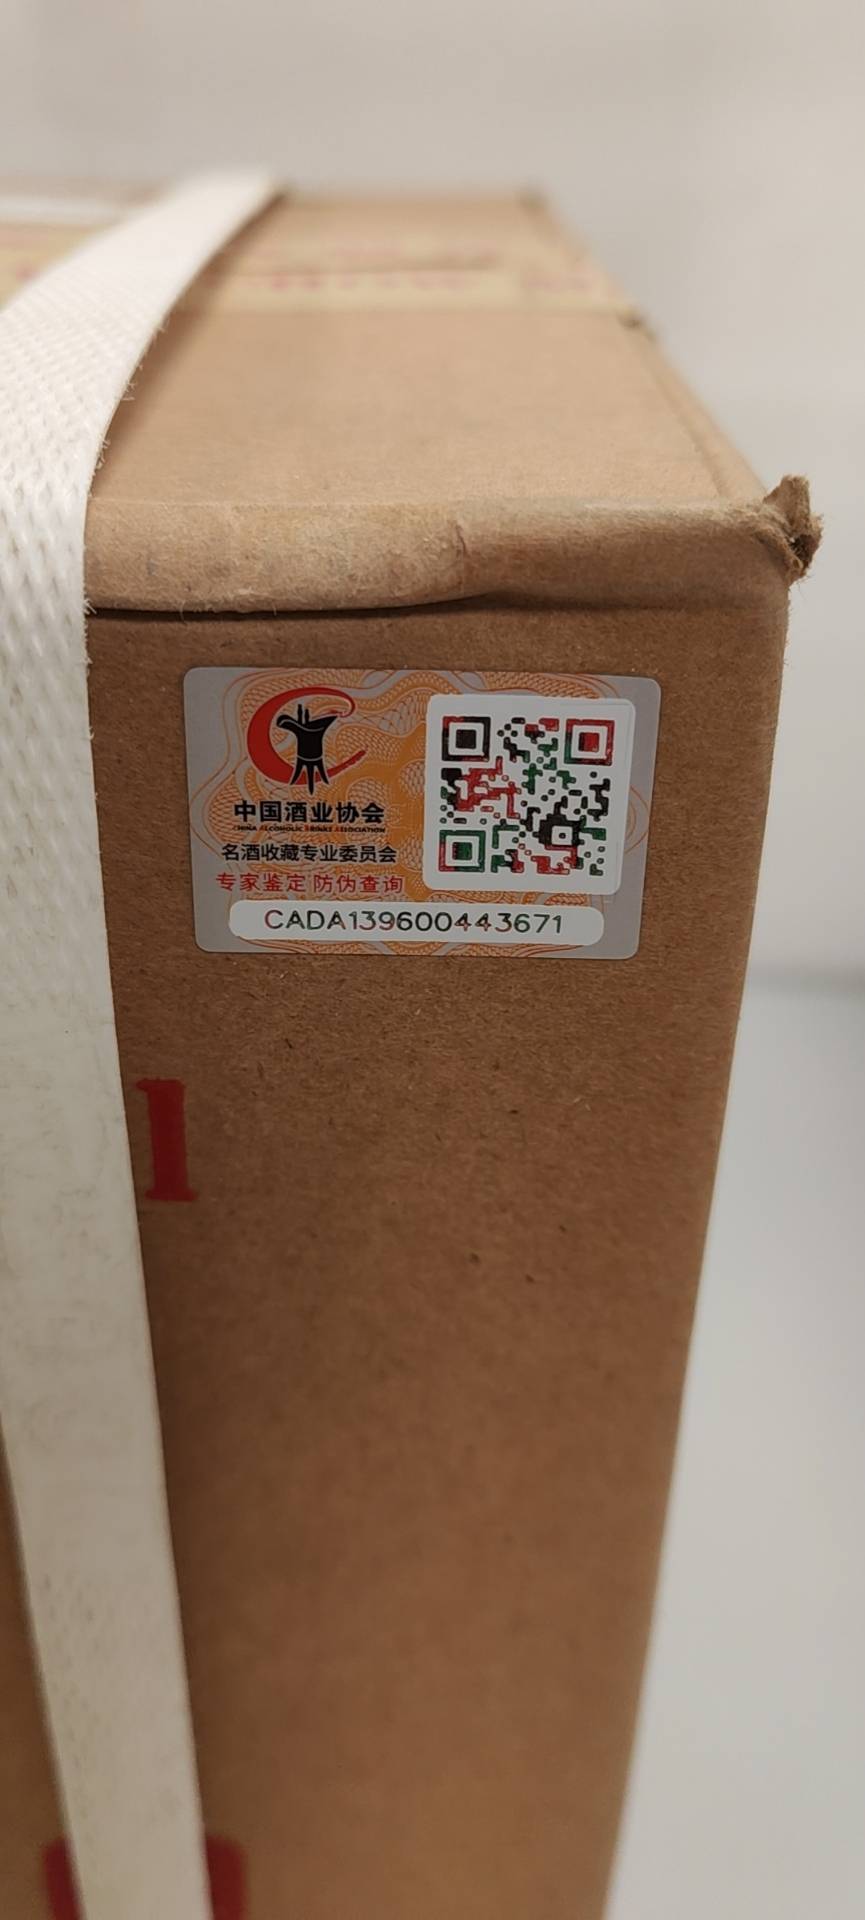 中国酒业协会
CHINA ALCOHOLIC DRINKS ASSOCIATION
名酒收藏专业委员会
专家鉴定 防伪查询
CADA139600443671
l